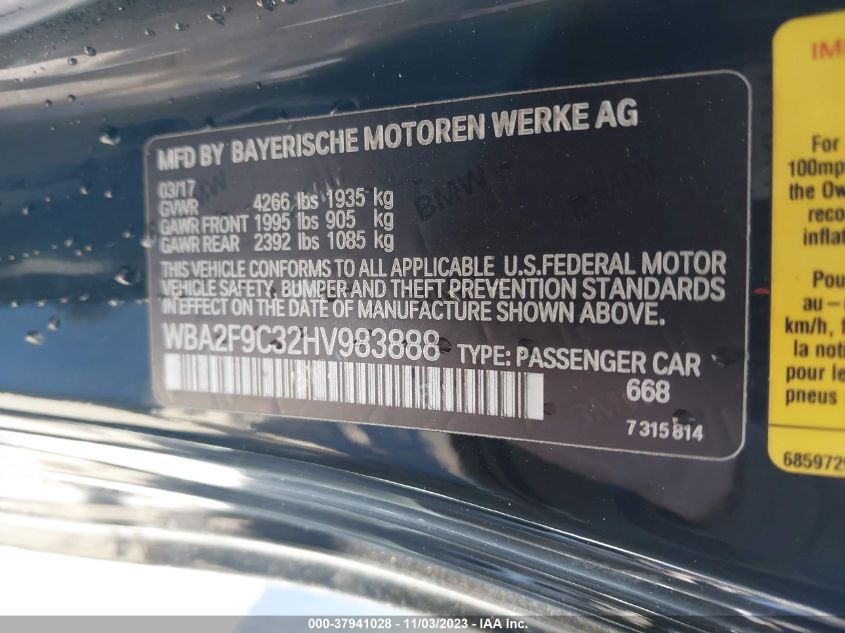 MFD BY BAYERISCHE MOTOREN WERKE AG
03/17
GVWR 4266 lbs 1935 kg
GAWR FRONT 1995 lbs 905 kg
GAWR REAR 2392 lbs 1085 kg
THIS VEHICLE CONFORMS TO ALL APPLICABLE U.S.FEDERAL MOTOR
VEHICLE SAFETY, BUMPER AND THEFT PREVENTION STANDARDS
IN EFFECT ON THE DATE OF MANUFACTURE SHOWN ABOVE.
WBA2F9C32HV983888 TYPE: PASSENGER CAR
668
7 315 814
BMW
For
100mp
the Ow
reco
inflat
Pou
au-
km/h, f
la noti
pour le
pneus
685972
000-37941028 - 11/03/2023 - IAA Inc.